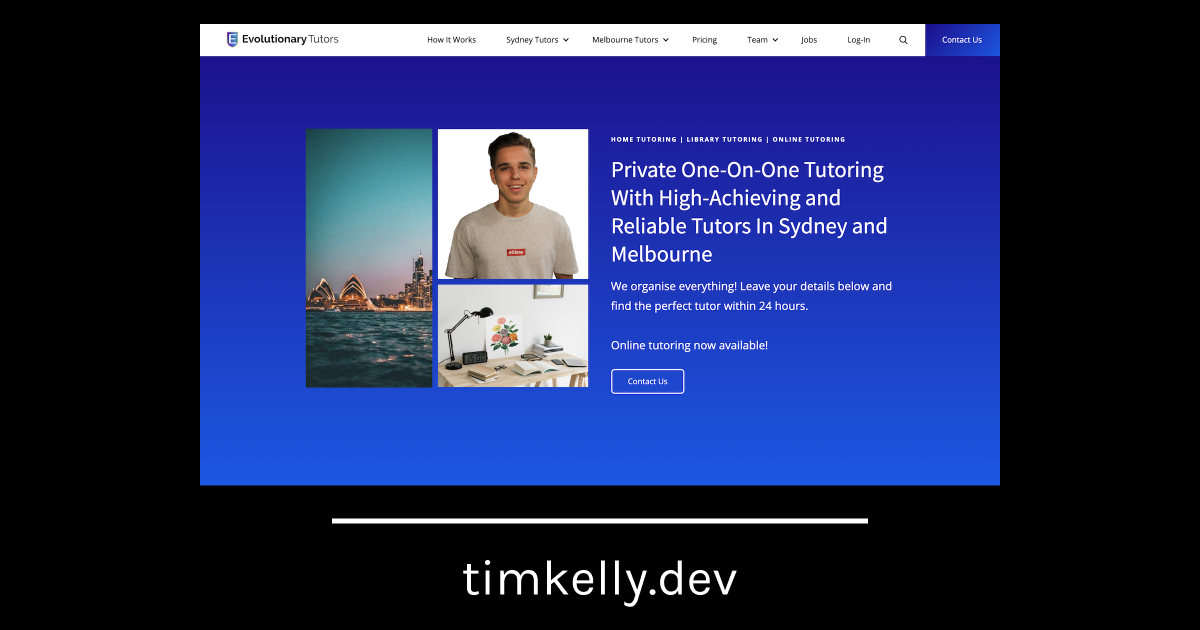 Evolutionary Tutors
How It Works
Sydney Tutors
Melbourne Tutors
Pricing
Team
Jobs
Log-In
Contact Us
HOME TUTORING | LIBRARY TUTORING | ONLINE TUTORING
Private One-On-One Tutoring
With High-Achieving and
Reliable Tutors In Sydney and
Melbourne
We organise everything! Leave your details below and
find the perfect tutor within 24 hours.
Online tutoring now available!
Contact Us
timkelly.dev